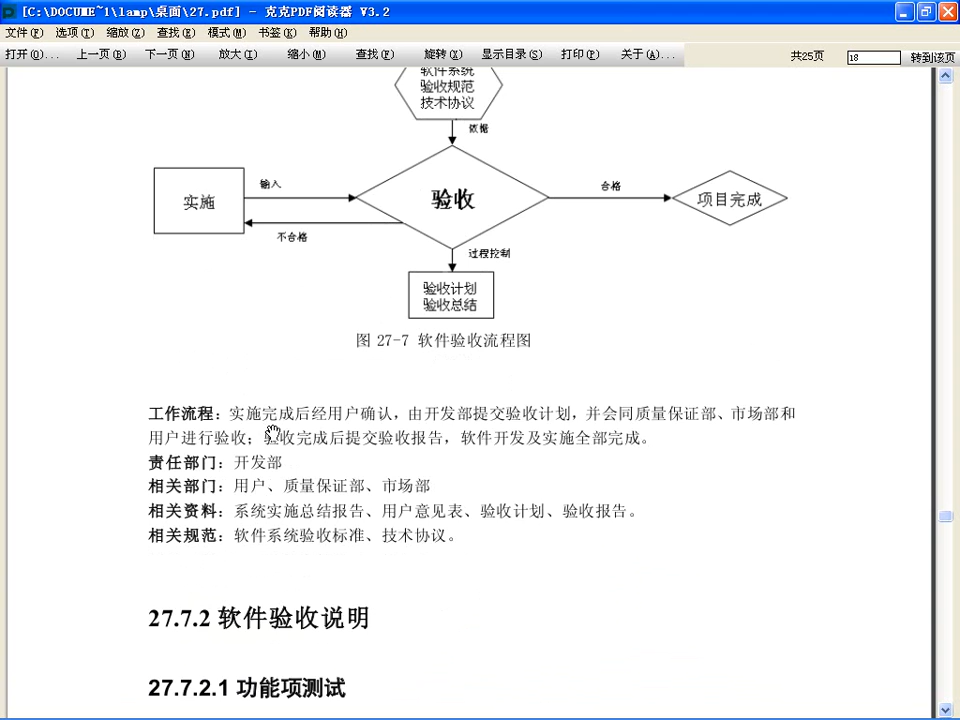 [C:\DOCUME~1\lamp\桌面\27.pdf] - 克克PDF阅读器 V3.2
文件(F) 选项(T) 缩放(Z) 查找(E) 模式(M) 书签(K) 帮助(H)
打开(O)... 上一页(B) 下一页(N) 放大(I) 缩小(M) 查找(F) 旋转(X) 显示目录(S) 打印(P) 关于(A)... 共25页 18 转到该页
软件系统
验收规范
技术协议
依据
实施
输入
验收
合格
项目完成
不合格
过程控制
验收计划
验收总结
图 27-7 软件验收流程图
工作流程：实施完成后经用户确认，由开发部提交验收计划，并会同质量保证部、市场部和
用户进行验收；验收完成后提交验收报告，软件开发及实施全部完成。
责任部门：开发部
相关部门：用户、质量保证部、市场部
相关资料：系统实施总结报告、用户意见表、验收计划、验收报告。
相关规范：软件系统验收标准、技术协议。
27.7.2 软件验收说明
27.7.2.1 功能项测试